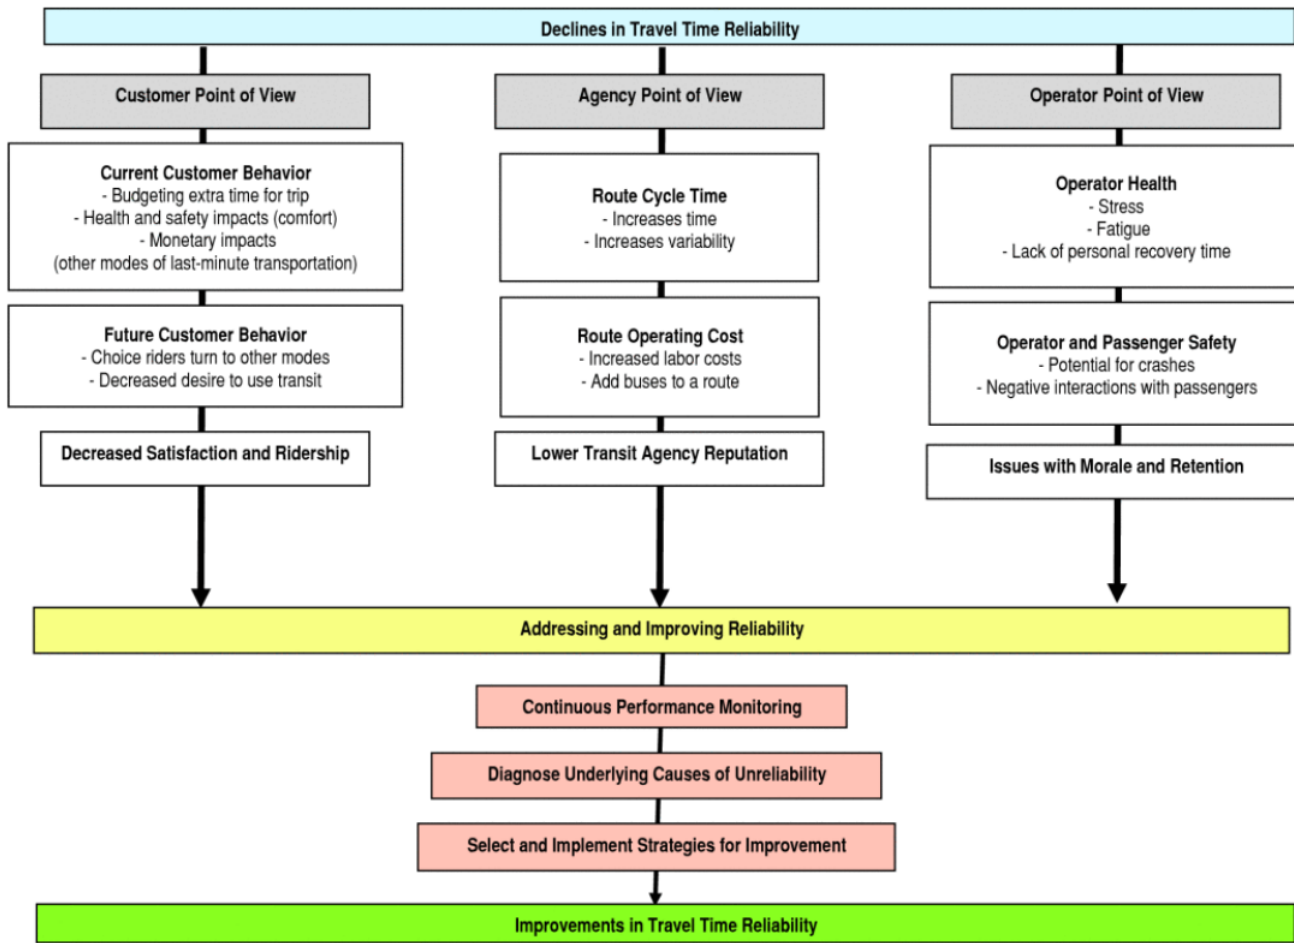 Declines in Travel Time Reliability
Customer Point of View
Current Customer Behavior
- Budgeting extra time for trip
- Health and safety impacts (comfort)
- Monetary impacts
(other modes of last-minute transportation)
Future Customer Behavior
- Choice riders turn to other modes
- Decreased desire to use transit
Decreased Satisfaction and Ridership
Agency Point of View
Route Cycle Time
- Increases time
- Increases variability
Route Operating Cost
- Increased labor costs
- Add buses to a route
Lower Transit Agency Reputation
Operator Point of View
Operator Health
- Stress
- Fatigue
- Lack of personal recovery time
Operator and Passenger Safety
- Potential for crashes
- Negative interactions with passengers
Issues with Morale and Retention
Addressing and Improving Reliability
Continuous Performance Monitoring
Diagnose Underlying Causes of Unreliability
Select and Implement Strategies for Improvement
Improvements in Travel Time Reliability